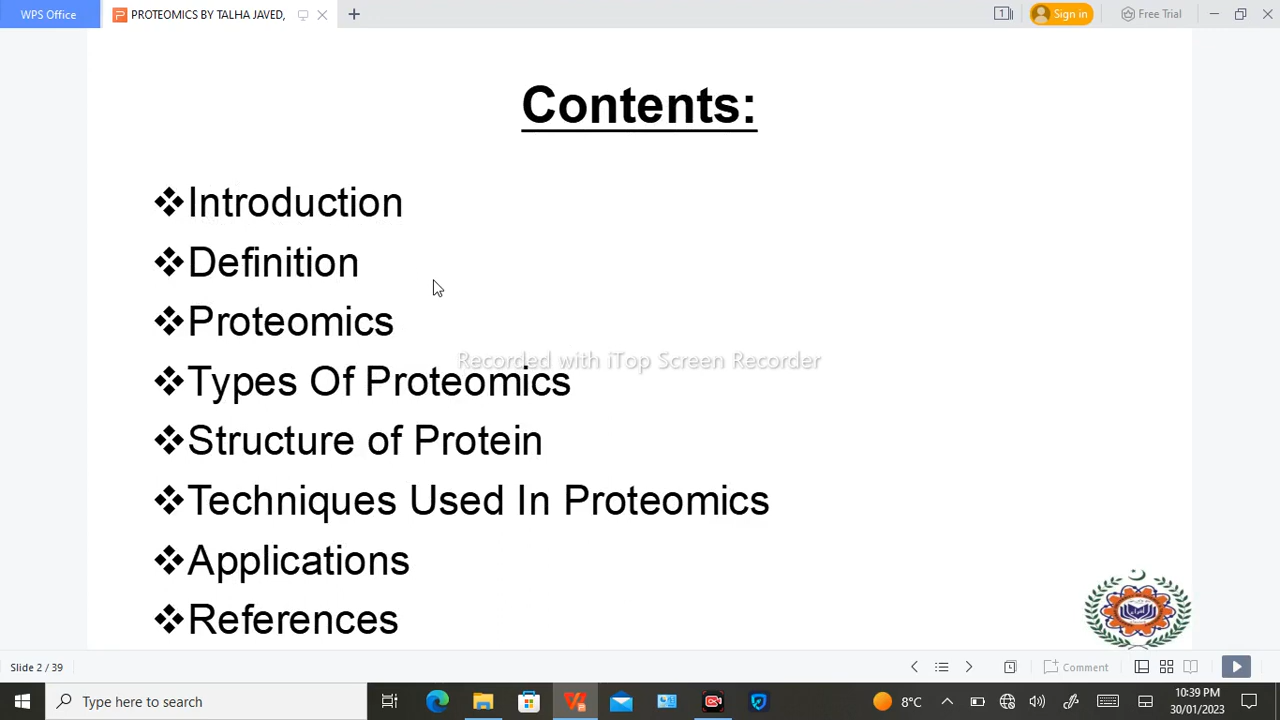 WPS Office
PROTEOMICS BY TALHA JAVED,
1
Sign in
Free Trial
Contents:
❖Introduction
❖Definition
❖Proteomics
Recorded with iTop Screen Recorder
❖Types Of Proteomics
❖Structure of Protein
❖Techniques Used In Proteomics
❖Applications
❖References
Slide 2 / 39
Comment
Type here to search
8°C
10:39 PM
30/01/2023